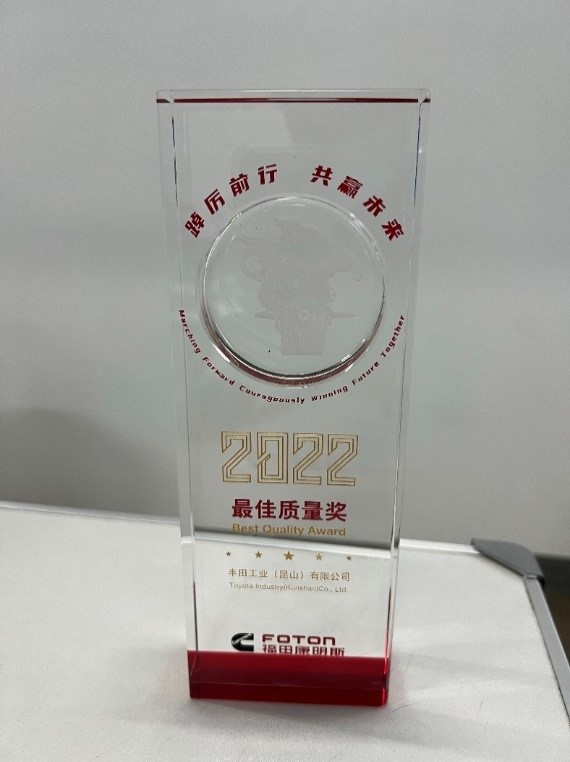 踔厉前行 共赢未来
Marching Forward Courageously Winning Future Together
2022
最佳质量奖
Best Quality Award
丰田工业（昆山）有限公司
Toyota Industry(Kunshan)Co., Ltd.
FOTON
福田康明斯